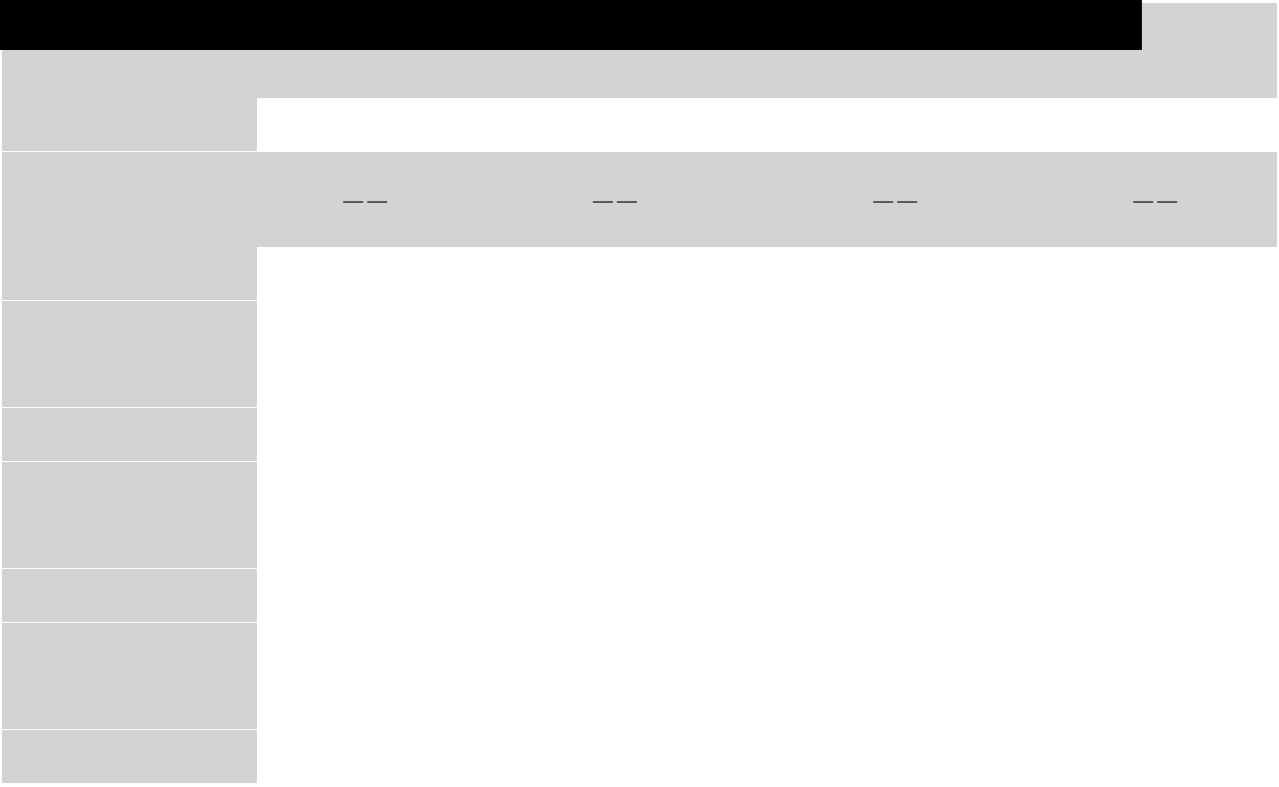 — — — — — — — —